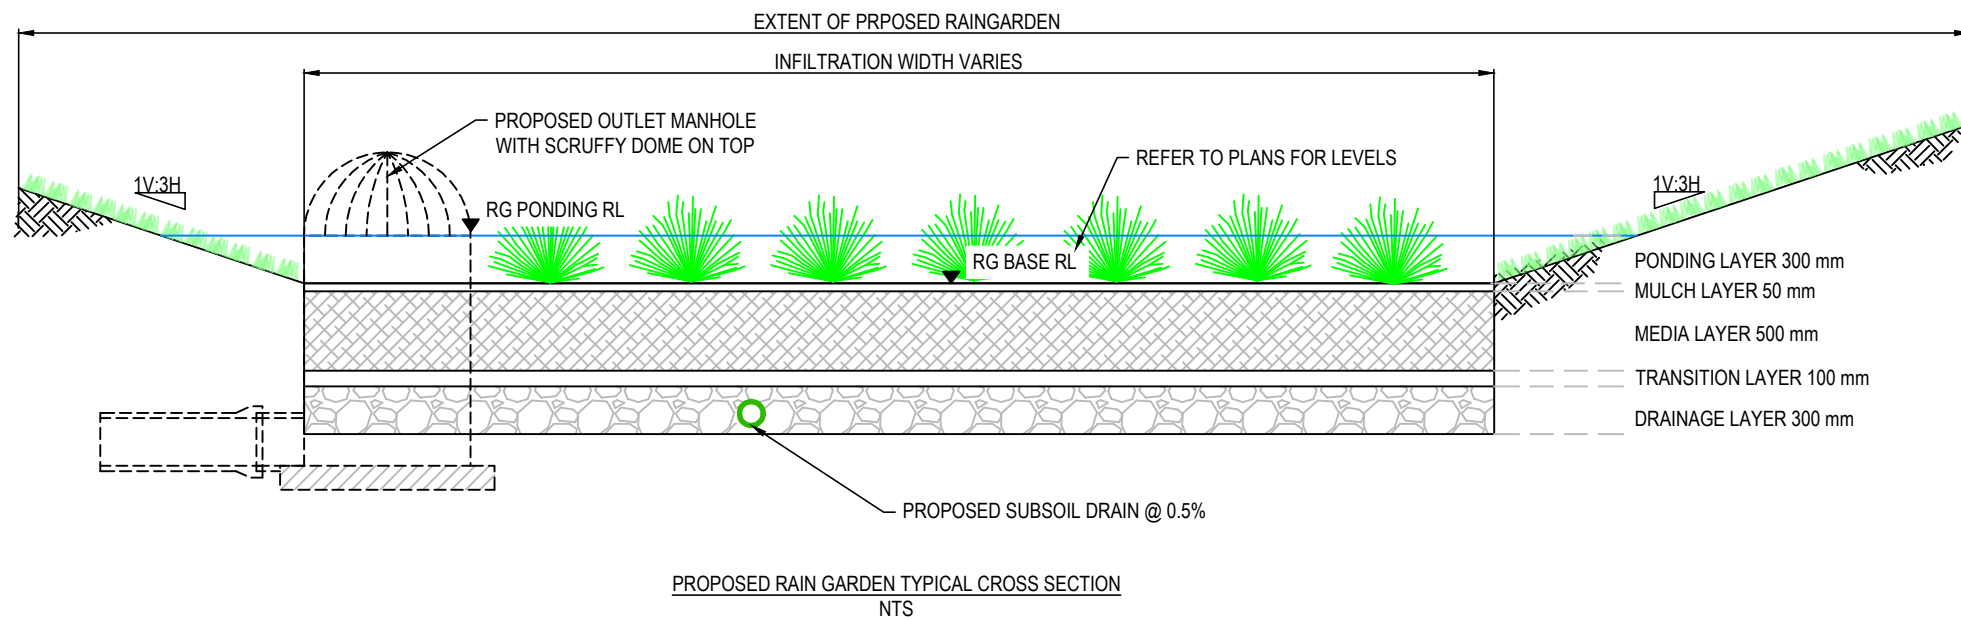 EXTENT OF PRPOSED RAINGARDEN
INFILTRATION WIDTH VARIES
PROPOSED OUTLET MANHOLE
WITH SCRUFFY DOME ON TOP
REFER TO PLANS FOR LEVELS
1V:3H
1V:3H
RG PONDING RL
RG BASE RL
PONDING LAYER 300 mm
MULCH LAYER 50 mm
MEDIA LAYER 500 mm
TRANSITION LAYER 100 mm
DRAINAGE LAYER 300 mm
PROPOSED SUBSOIL DRAIN @ 0.5%
PROPOSED RAIN GARDEN TYPICAL CROSS SECTION
NTS